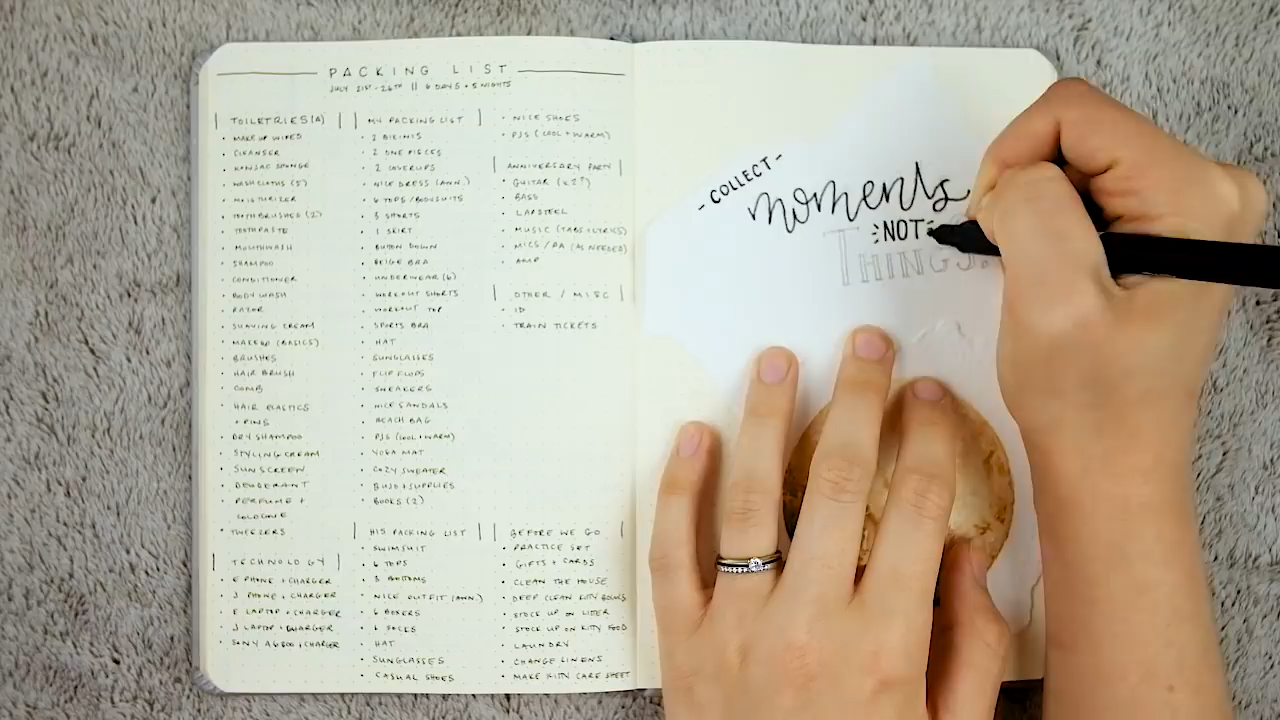 PACKING LIST
JULY 21ST - 26TH || 6 DAYS + 5 NIGHTS
TOILETRIES (A)
• MAKE UP WIPES
• CLEANSER
• KONJAC SPONGE
• WASHCLOTHS (5)
• MOISTURIZER
• TOOTHBRUSHES (2)
• TOOTHPASTE
• MOUTHWASH
• SHAMPOO
• CONDITIONER
• BODY WASH
• RAZOR
• SHAVING CREAM
• MAKEUP (BASICS)
• BRUSHES
• HAIR BRUSH
• COMB
• HAIR ELASTICS
+ PINS
• DRY SHAMPOO
• STYLING CREAM
• SUNSCREEN
• DEODERANT
• PERFUME +
COLOGNE
• TWEEZERS
TECHNOLOGY
• E PHONE + CHARGER
• J PHONE + CHARGER
• E LAPTOP + CHARGER
• J LAPTOP + CHARGER
• SONY A6500 + CHARGER
MY PACKING LIST
• 2 BIKINIS
• 2 ONE PIECES
• 2 COVERUPS
• NICE DRESS (ANN.)
• 6 TOPS / BODYSUITS
• 3 SHORTS
• 1 SKIRT
• BUTTON DOWN
• BEIGE BRA
• UNDERWEAR (6)
• WORKOUT SHORTS
• WORKOUT TOP
• SPORTS BRA
• HAT
• SUNGLASSES
• FLIP FLOPS
• SNEAKERS
• NICE SANDALS
• BEACH BAG
• PJS (COOL + WARM)
• YOGA MAT
• COZY SWEATER
• BUJO + SUPPLIES
• BOOKS (2)
HIS PACKING LIST
• SWIMSUIT
• 6 TOPS
• 3 BOTTOMS
• NICE OUTFIT (ANN.)
• 6 BOXERS
• 6 SOCKS
• HAT
• SUNGLASSES
• CASUAL SHOES
• NICE SHOES
• PJS (COOL + WARM)
ANNIVERSARY PARTY
• GUITAR (x2?)
• BASS
• LAPSTEEL
• MUSIC (TABS + LYRICS)
• MICS / PA (AS NEEDED)
• AMP
OTHER / MISC
• ID
• TRAIN TICKETS
BEFORE WE GO
• PRACTICE SET
• GIFTS + CARDS
• CLEAN THE HOUSE
• DEEP CLEAN KITTY BOXES
• STOCK UP ON LITTER
• STOCK UP ON KITTY FOOD
• LAUNDRY
• CHANGE LINENS
• MAKE KITTY CARE SHEET
- COLLECT -
moments
NOT
THINGS.